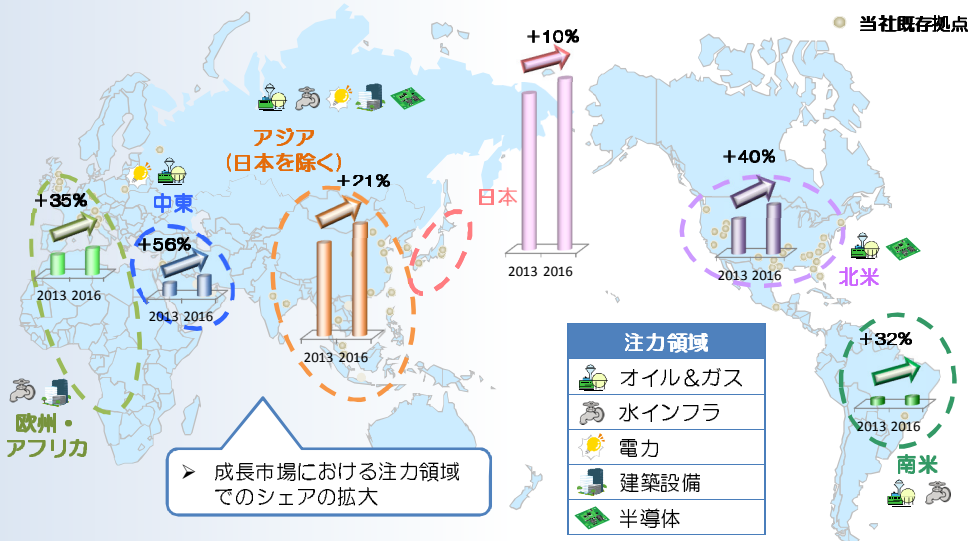 当社既存拠点
+10%
アジア
（日本を除く）
+21%
+40%
+35%
中東
日本
+56%
2013 2016
北米
2013 2016
2013 2016
2013 2016
2013 2016
注力領域
オイル＆ガス
水インフラ
電力
建築設備
半導体
+32%
2013 2016
欧州・
アフリカ
南米
➢ 成長市場における注力領域
でのシェアの拡大